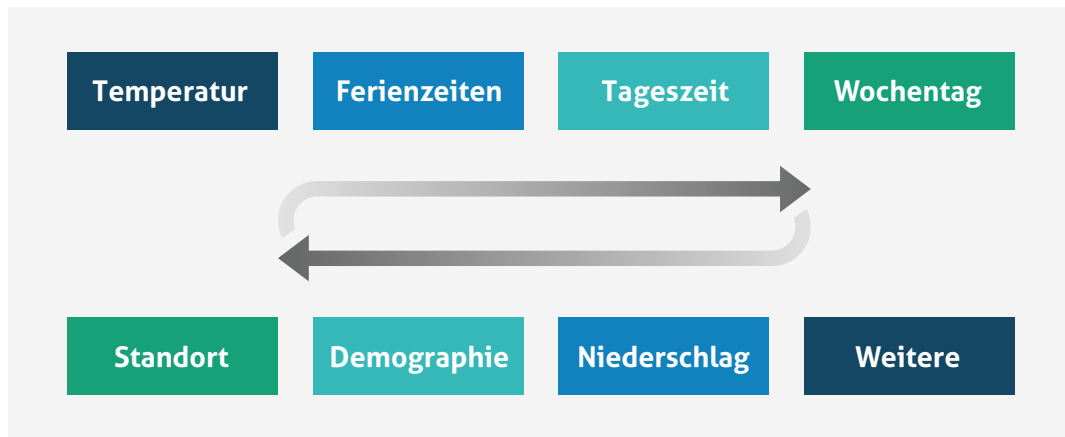 Temperatur
Ferienzeiten
Tageszeit
Wochentag
Standort
Demographie
Niederschlag
Weitere